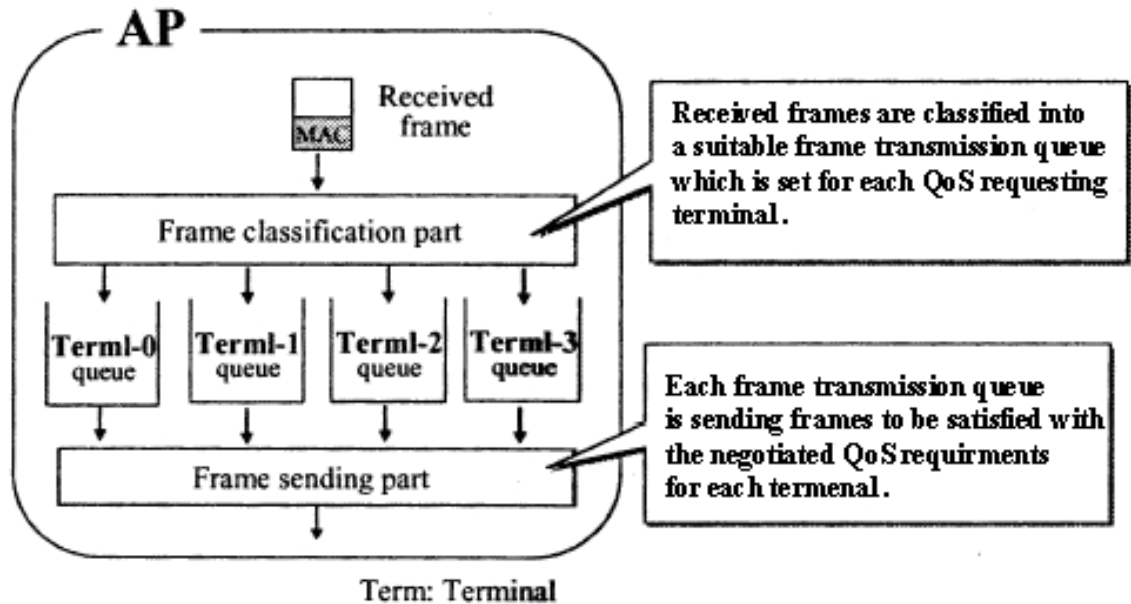 AP
Received
frame
MAC
Received frames are classified into
a suitable frame transmission queue
which is set for each QoS requesting
terminal.
Frame classification part
Terml-0
queue
Terml-1
queue
Terml-2
queue
Terml-3
queue
Each frame transmission queue
is sending frames to be satisfied with
the negotiated QoS requirments
for each termenal.
Frame sending part
Term: Terminal